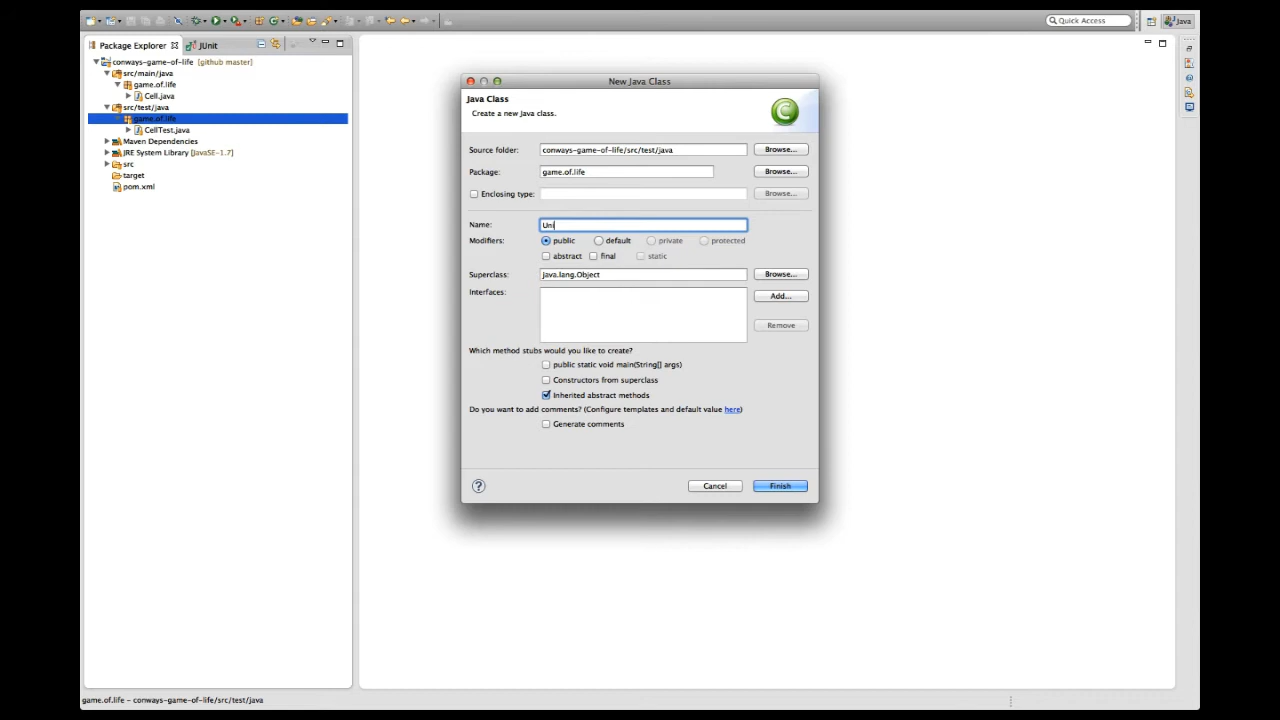 Quick Access
Java
Package Explorer
JUnit
conways-game-of-life [github master]
src/main/java
game.of.life
Cell.java
src/test/java
game.of.life
CellTest.java
Maven Dependencies
JRE System Library [JavaSE-1.7]
src
target
pom.xml
New Java Class
Java Class
Create a new Java class.
Source folder: conways-game-of-life/src/test/java Browse...
Package: game.of.life Browse...
Enclosing type: Browse...
Name: Uni
Modifiers: public default private protected
abstract final static
Superclass: java.lang.Object Browse...
Interfaces: Add...
Remove
Which method stubs would you like to create?
public static void main(String[] args)
Constructors from superclass
Inherited abstract methods
Do you want to add comments? (Configure templates and default value here)
Generate comments
? Cancel Finish
game.of.life - conways-game-of-life/src/test/java